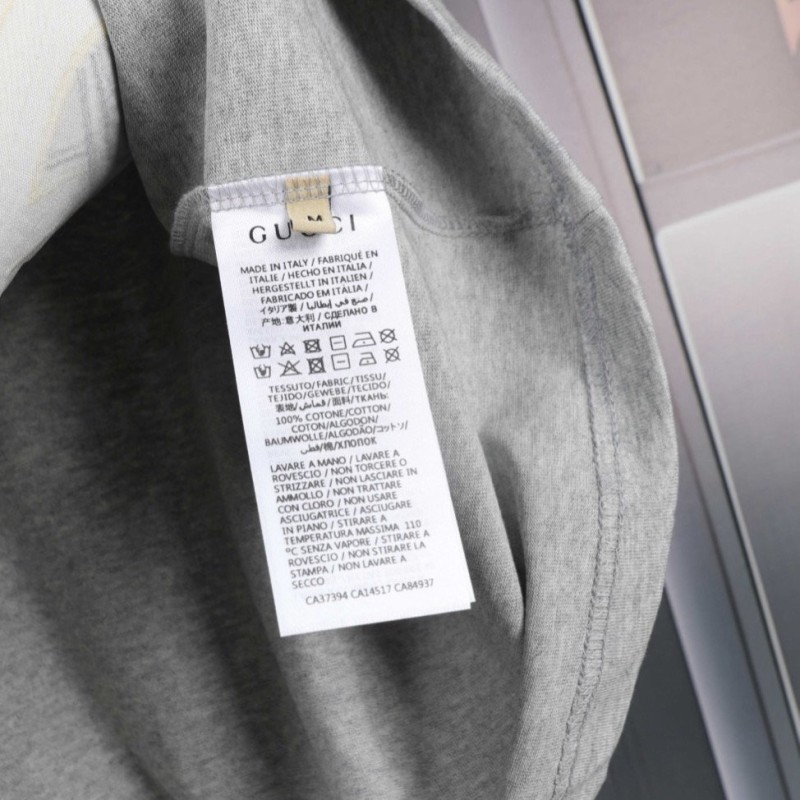 M
GUCCI
MADE IN ITALY / FABRIQUÉ EN
ITALIE / HECHO EN ITALIA /
HERGESTELLT IN ITALIEN /
FABRICADO EM ITÁLIA /
イタリア製 / صنع في إيطاليا /
产地:意大利 / СДЕЛАНО В
ИТАЛИИ
TESSUTO/FABRIC/TISSU/
TEJIDO/GEWEBE/TECIDO/
表地/قماش/面料/ТКАНЬ:
100% COTONE/COTTON/
COTON/ALGODON/
BAUMWOLLE/ALGODÃO/コットン/
قطن/棉/ХЛОПОК
LAVARE A MANO / LAVARE A
ROVESCIO / NON TORCERE O
STRIZZARE / NON LASCIARE IN
AMMOLLO / NON TRATTARE
CON CLORO / NON USARE
ASCIUGATRICE / ASCIUGARE
IN PIANO / STIRARE A
TEMPERATURA MASSIMA 110
ºC SENZA VAPORE / STIRARE A
ROVESCIO / NON STIRARE LA
STAMPA / NON LAVARE A
SECCO
CA37394 CA14517 CA84937